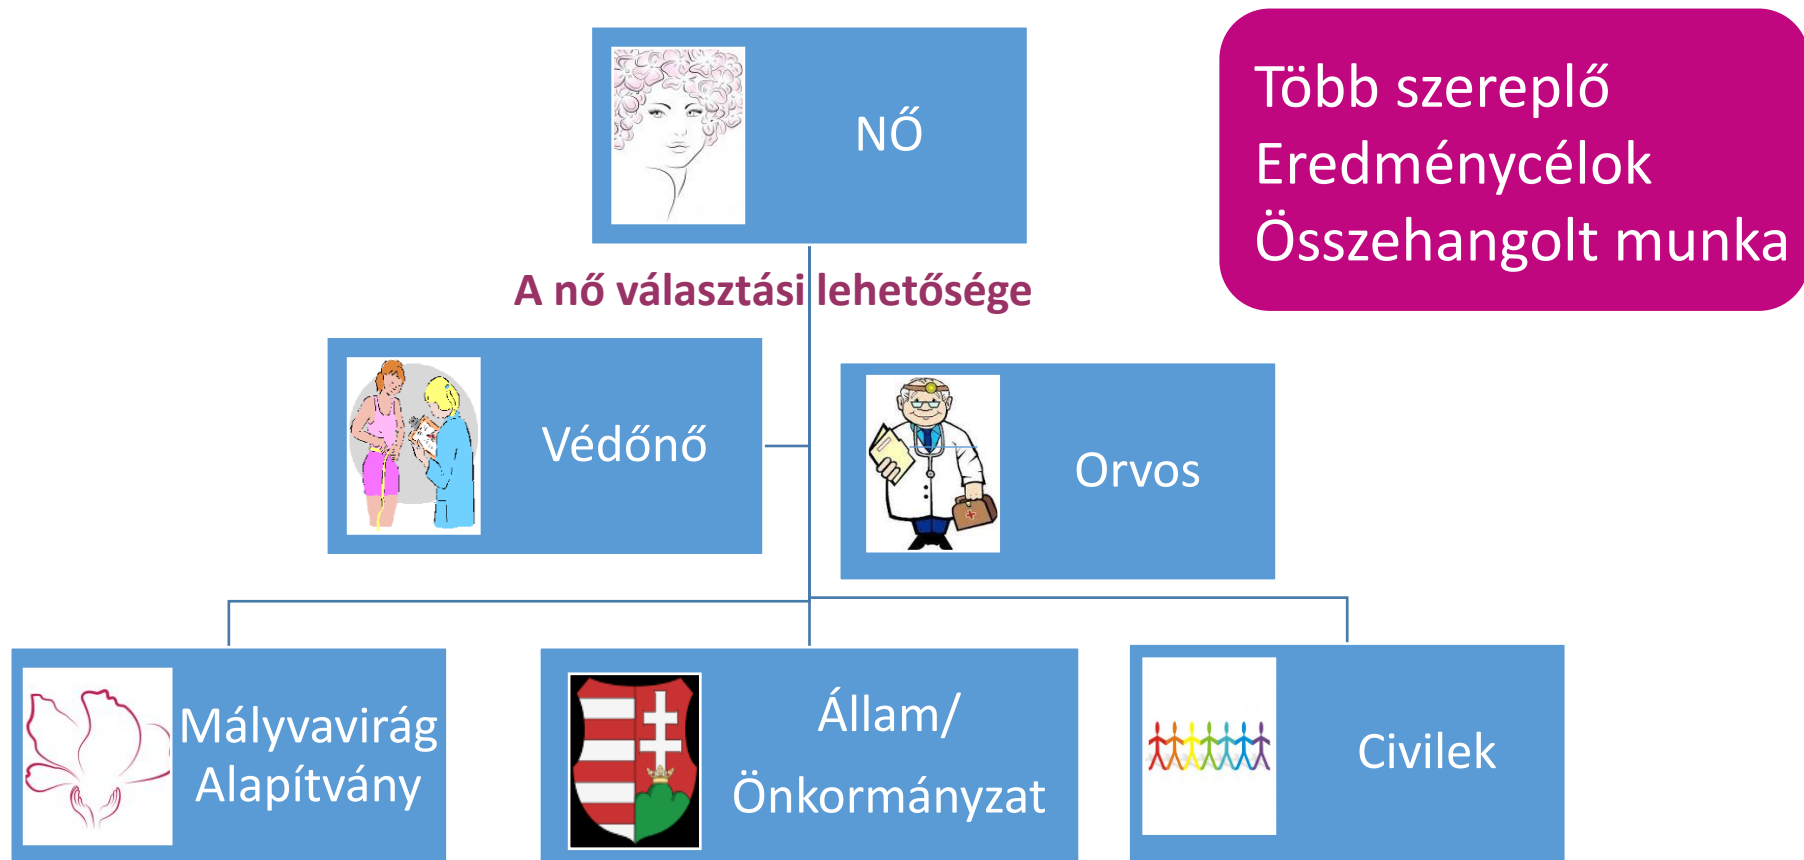 NŐ
Több szereplő
Eredménycélok
Összehangolt munka
A nő választási lehetősége
Védőnő
Orvos
Mályvavirág
Alapítvány
Állam/
Önkormányzat
Civilek